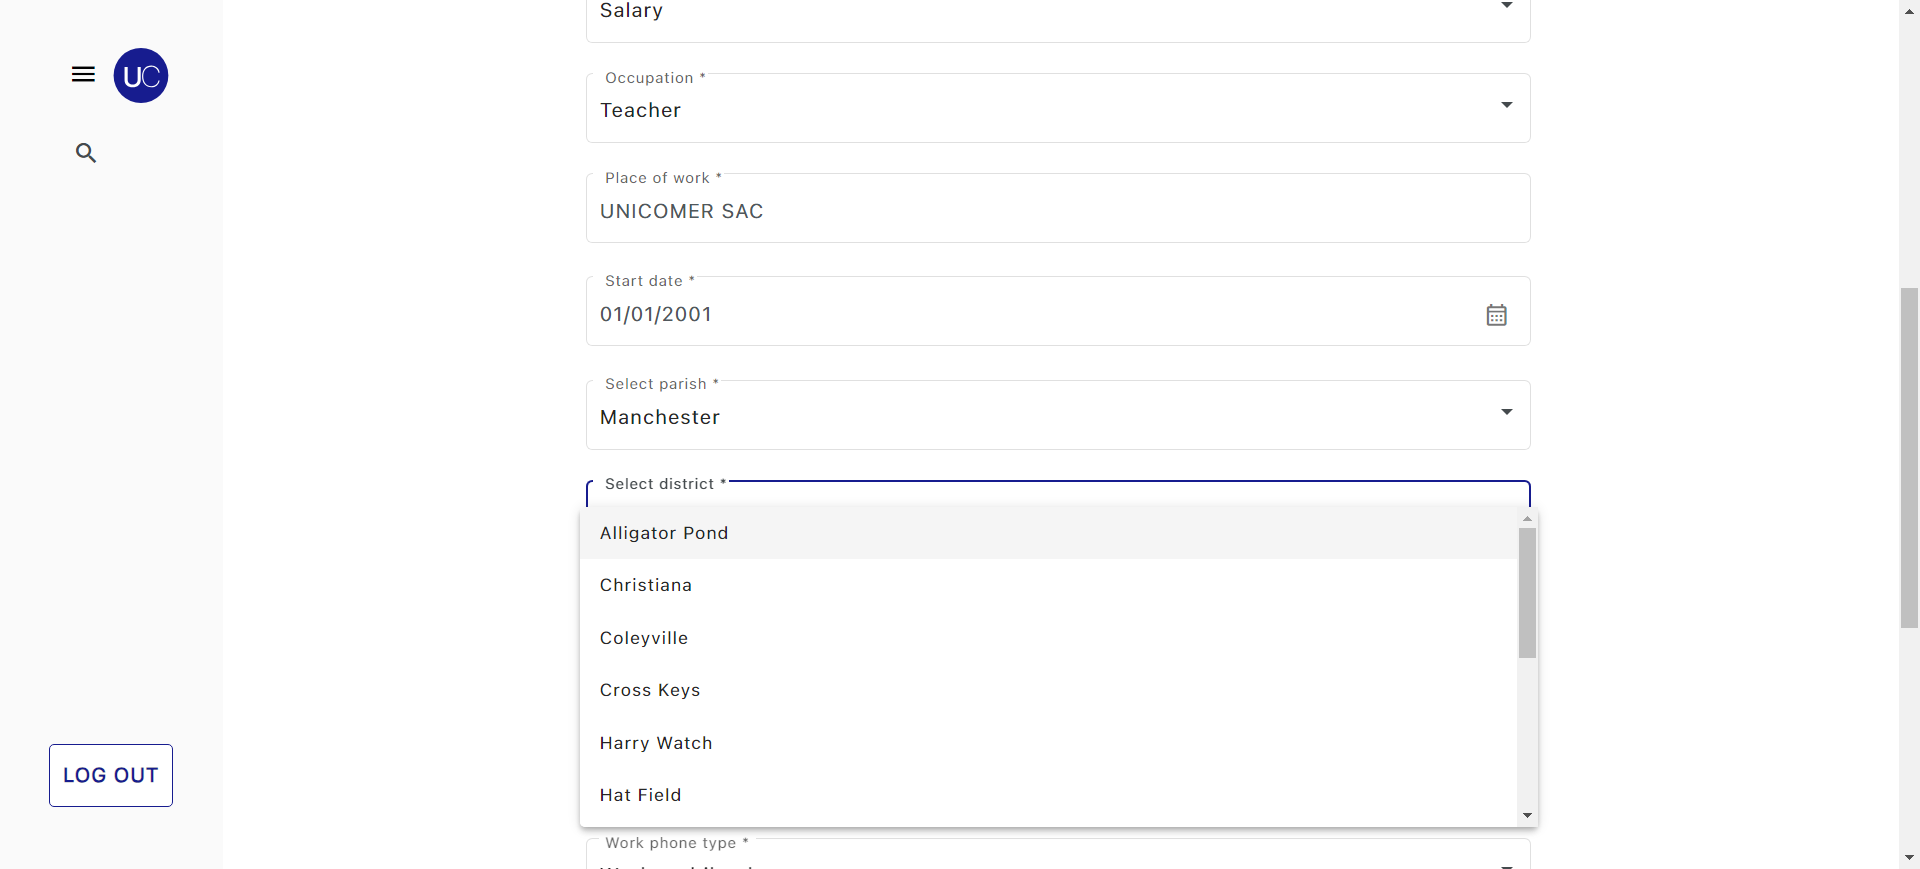 Salary
UC
Occupation *
Teacher
Place of work *
UNICOMER SAC
Start date *
01/01/2001
Select parish *
Manchester
Select district *
Alligator Pond
Christiana
Coleyville
Cross Keys
Harry Watch
Hat Field
LOG OUT
Work phone type *